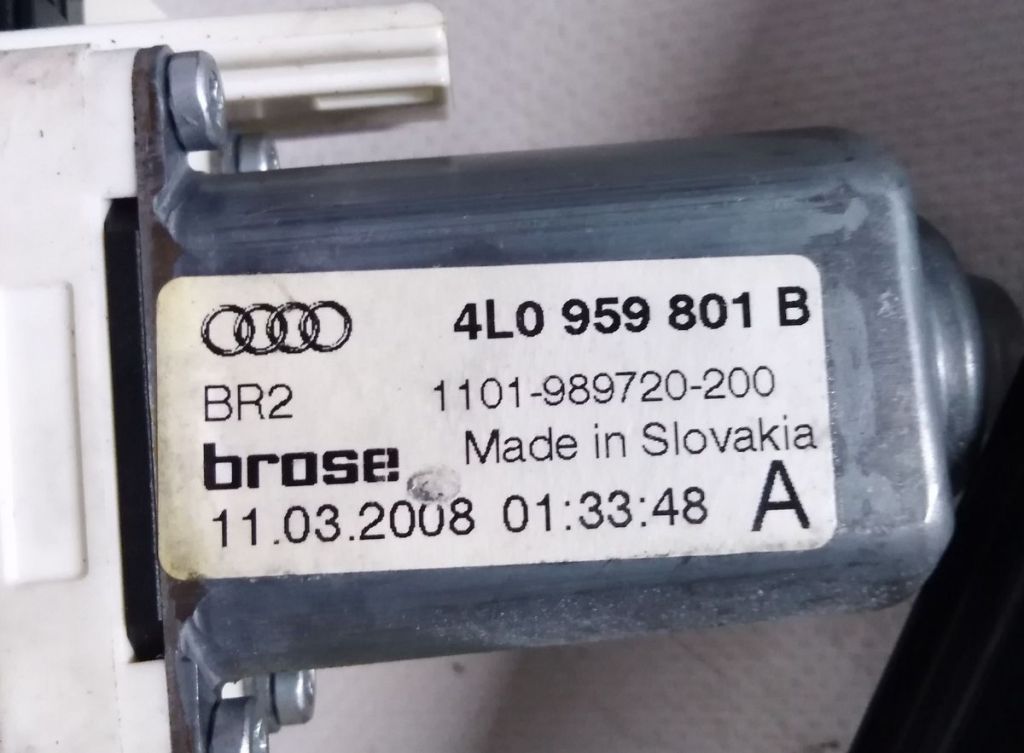 4L0 959 801 B
BR2 1101-989720-200
brose Made in Slovakia
11.03.2008 01:33:48 A